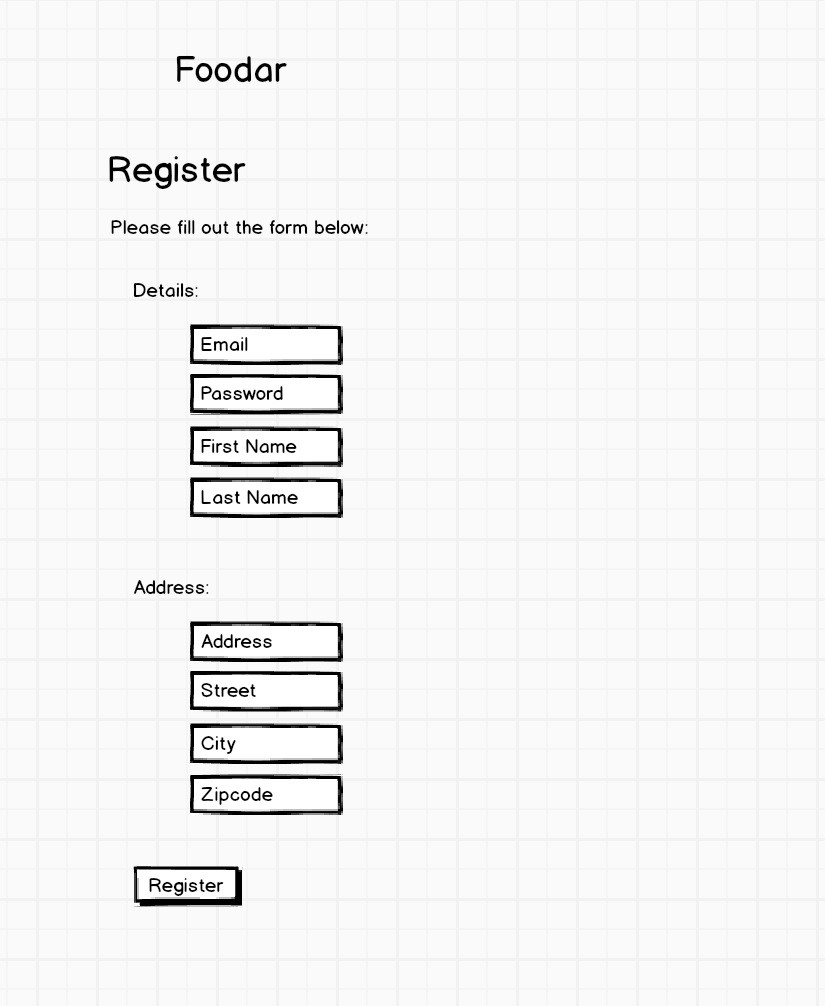 Foodar
Register
Please fill out the form below:
Details:
Email
Password
First Name
Last Name
Address:
Address
Street
City
Zipcode
Register